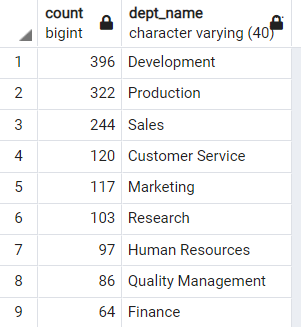 count dept_name
bigint character varying (40)
1 396 Development
2 322 Production
3 244 Sales
4 120 Customer Service
5 117 Marketing
6 103 Research
7 97 Human Resources
8 86 Quality Management
9 64 Finance